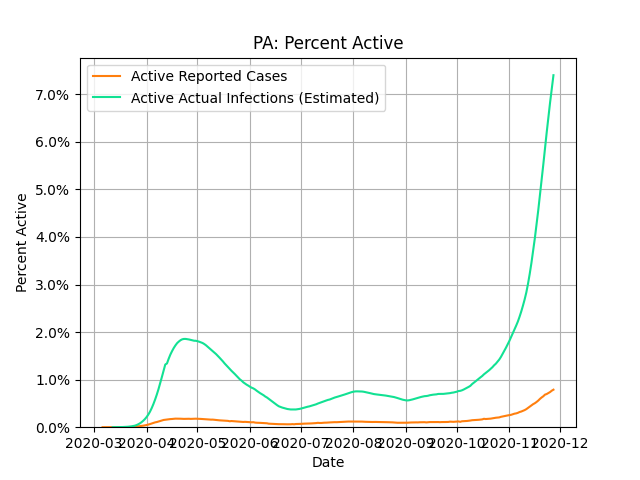 PA: Percent Active
Active Reported Cases
Active Actual Infections (Estimated)
7.0%
6.0%
5.0%
4.0%
3.0%
2.0%
1.0%
0.0%
Percent Active
2020-03 2020-04 2020-05 2020-06 2020-07 2020-08 2020-09 2020-10 2020-11 2020-12
Date